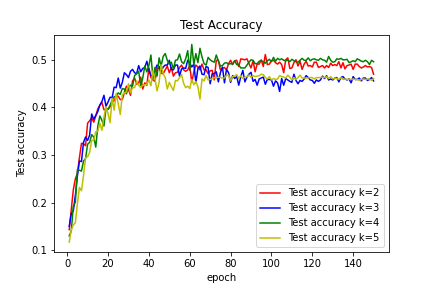 Test Accuracy
Test accuracy
0.5
0.4
0.3
0.2
0.1
0
20
40
60
80
100
120
140
epoch
Test accuracy k=2
Test accuracy k=3
Test accuracy k=4
Test accuracy k=5